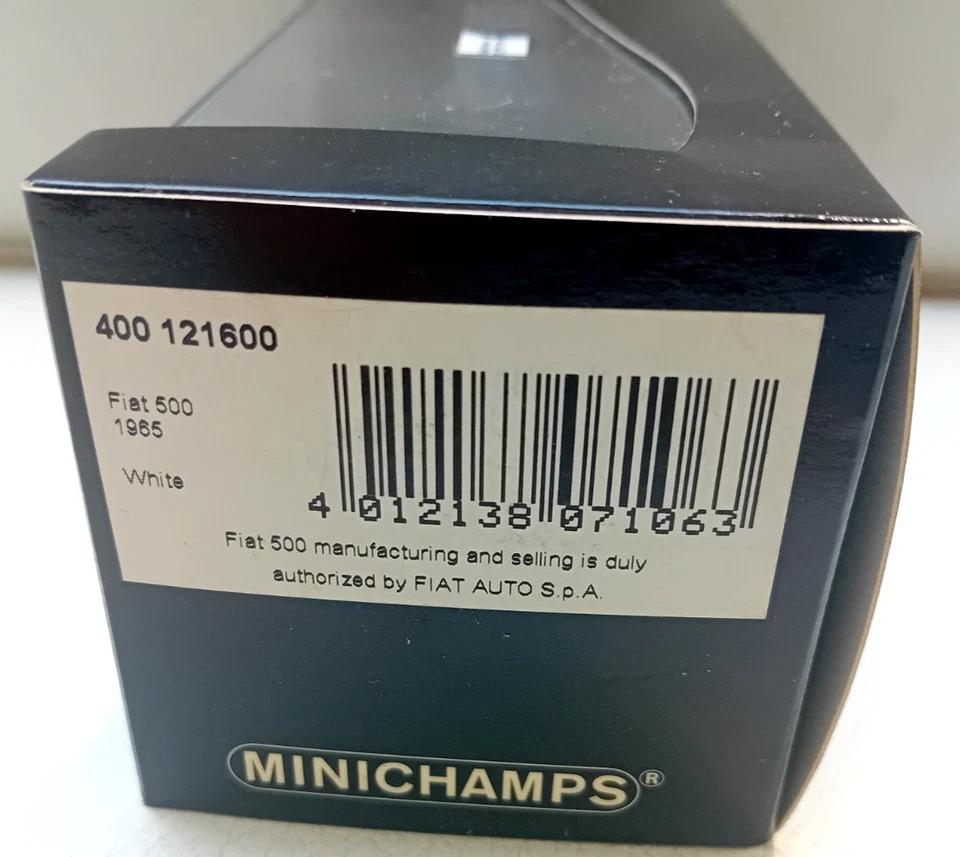 400 121600
Fiat 500
1965
White
4 012138 071063
Fiat 500 manufacturing and selling is duly
authorized by FIAT AUTO S.p.A.
MINICHAMPS®